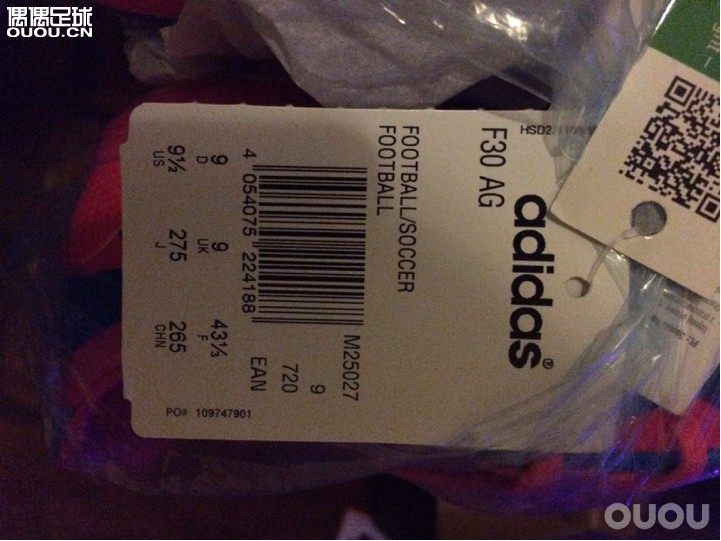 偶偶足球
OUOU.CN
HSD2
adidas®
F30 AG
FOOTBALL/SOCCER
FOOTBALL
M25027
9
720
EAN
4 054075 224188
9 D
9 UK
43⅓ F
9½ US
275 J
265 CHN
PO# 109747901
OUOU